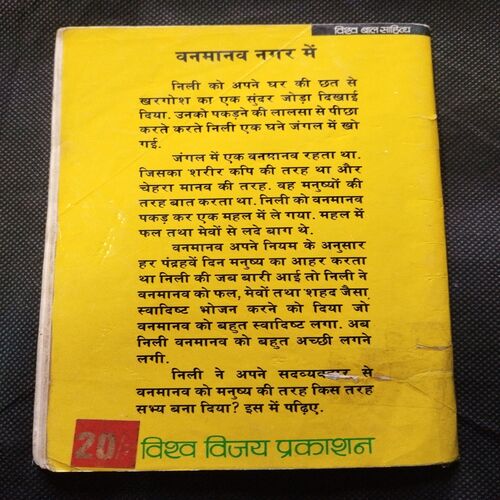 विश्व बाल साहित्य
वनमानव नगर में
निली को अपने घर की छत से
खरगोश का एक सुंदर जोड़ा दिखाई
दिया. उनको पकड़ने की लालसा से पीछा
करते करते निली एक घने जंगल में खो
गई.
जंगल में एक वनमानव रहता था.
जिसका शरीर कपि की तरह था और
चेहरा मानव की तरह. वह मनुष्यों की
तरह बात करता था. निली को वनमानव
पकड़ कर एक महल में ले गया. महल में
फल तथा मेवों से लदे बाग थे.
वनमानव अपने नियम के अनुसार
हर पंद्रहवें दिन मनुष्य का आहर करता
था निली की जब बारी आई तो निली ने
वनमानव को फल, मेवों तथा शहद जैसा
स्वादिष्ट भोजन करने को दिया जो
वनमानव को बहुत स्वादिष्ट लगा. अब
निली वनमानव को बहुत अच्छी लगने
लगी.
निली ने अपने से
वनमानव को मनुष्य की तरह किस तरह
सभ्य बना दिया? इस में पढ़िए.
20/-
विश्व विजय प्रकाशन